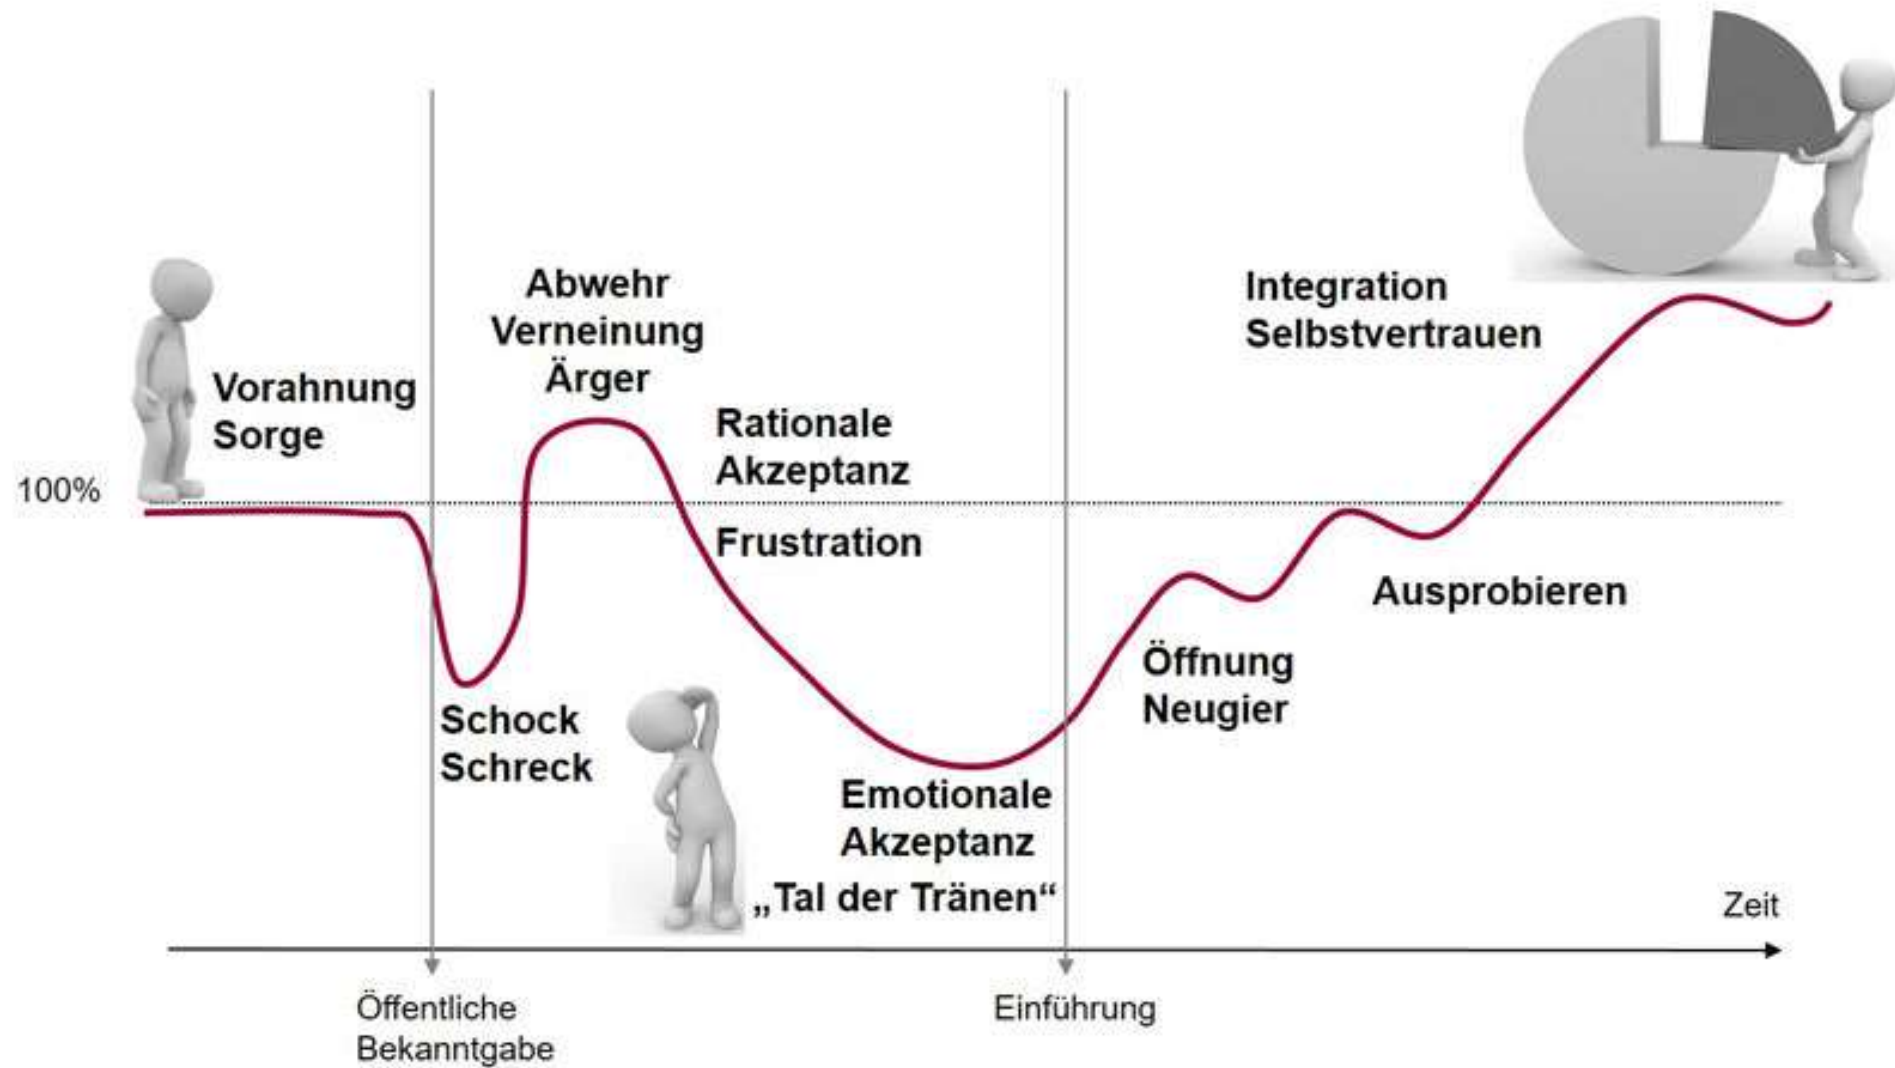 Vorahnung
Sorge
100%
Abwehr
Verneinung
Ärger
Rationale
Akzeptanz
Frustration
Schock
Schreck
Emotionale
Akzeptanz
„Tal der Tränen“
Öffnung
Neugier
Ausprobieren
Integration
Selbstvertrauen
Zeit
Öffentliche
Bekanntgabe
Einführung